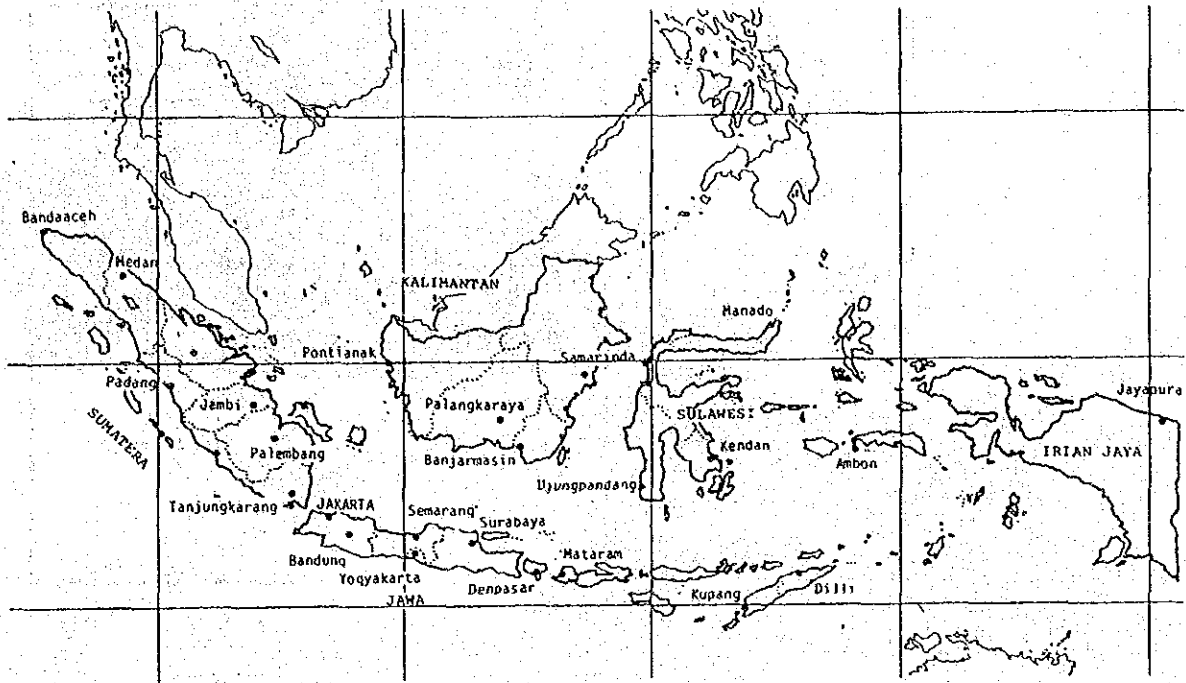 Bandaaceh
Medan
KALIMANTAN
Manado
Pontianak
Samarinda
Padang
Jayapura
Jambi
Palangkaraya
SULAWESI
SUMATERA
Palembang
Banjarmasin
Kendan
Ambon
IRIAN JAYA
Ujungpandang
Tanjungkarang
JAKARTA
Semarang
Surabaya
Bandung
Mataram
Yogyakarta
Denpasar
Kupang
Dilli
JAWA